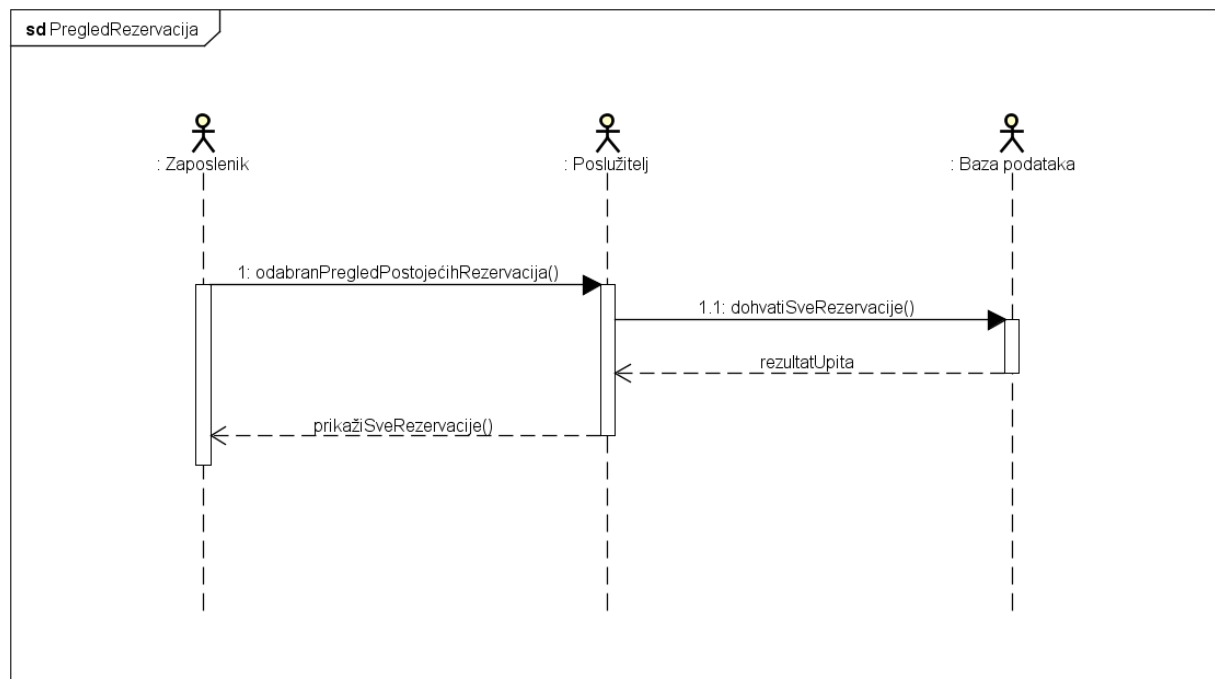 sd PregledRezervacija
: Zaposlenik
: Poslužitelj
: Baza podataka
1: odabranPregledPostojećihRezervacija()
1.1: dohvatiSveRezervacije()
rezultatUpita
prikažiSveRezervacije()